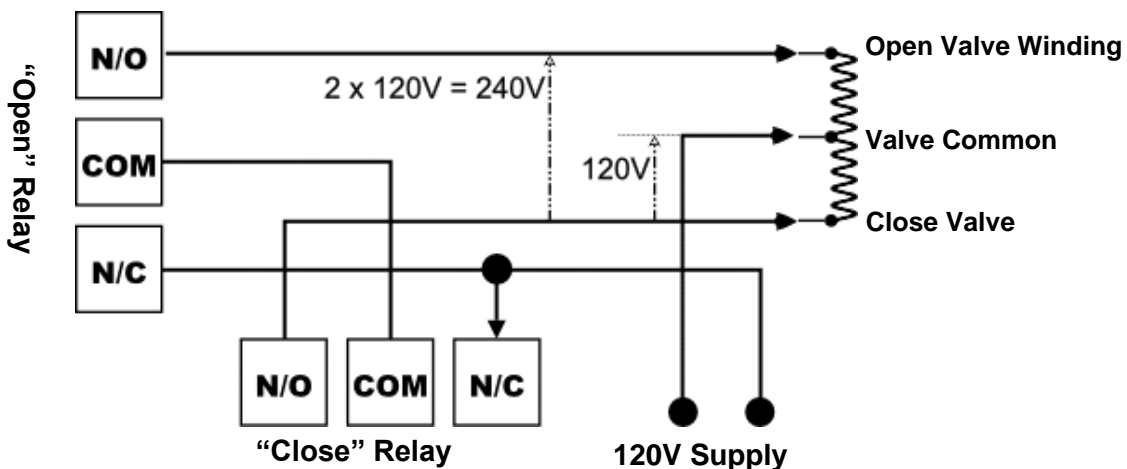 "Open" Relay
N/O
Open Valve Winding
2 x 120V = 240V
COM
120V
Valve Common
Close Valve
N/C
N/O
COM
N/C
“Close” Relay
120V Supply